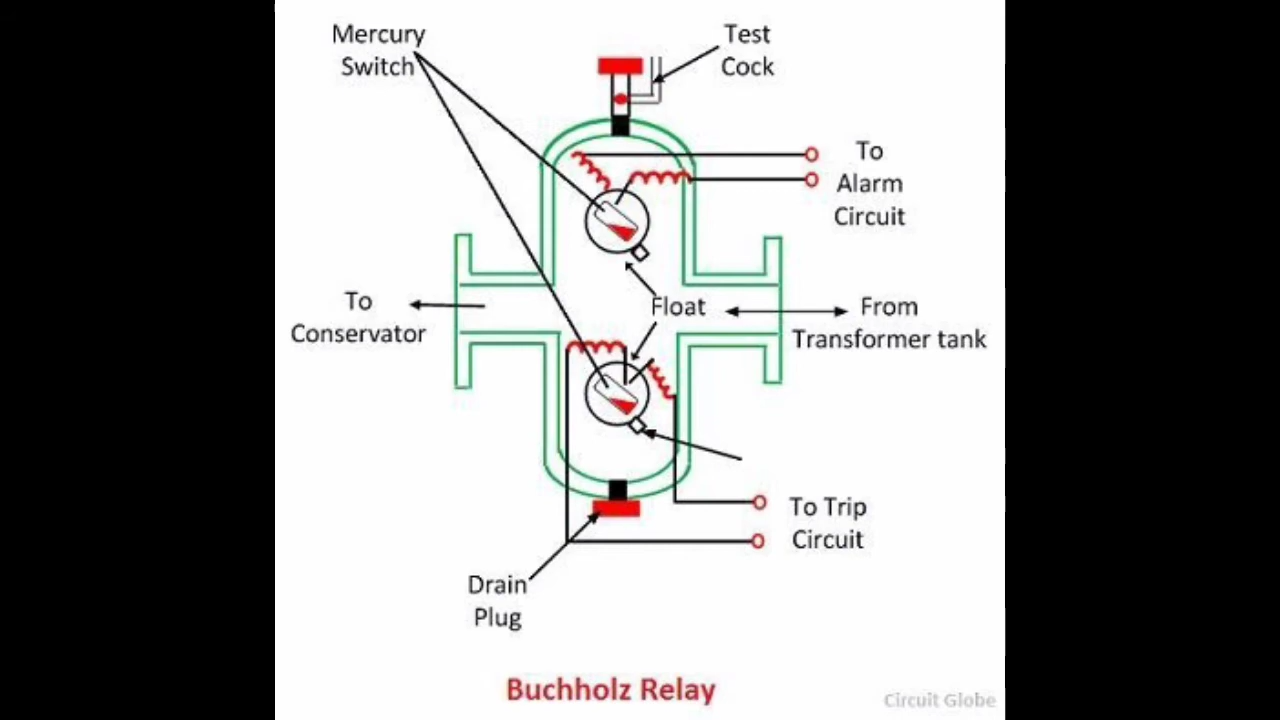 Mercury
Switch
Test
Cock
To
Alarm
Circuit
To
Conservator
Float
From
Transformer tank
To Trip
Circuit
Drain
Plug
Buchholz Relay
Circuit Globe